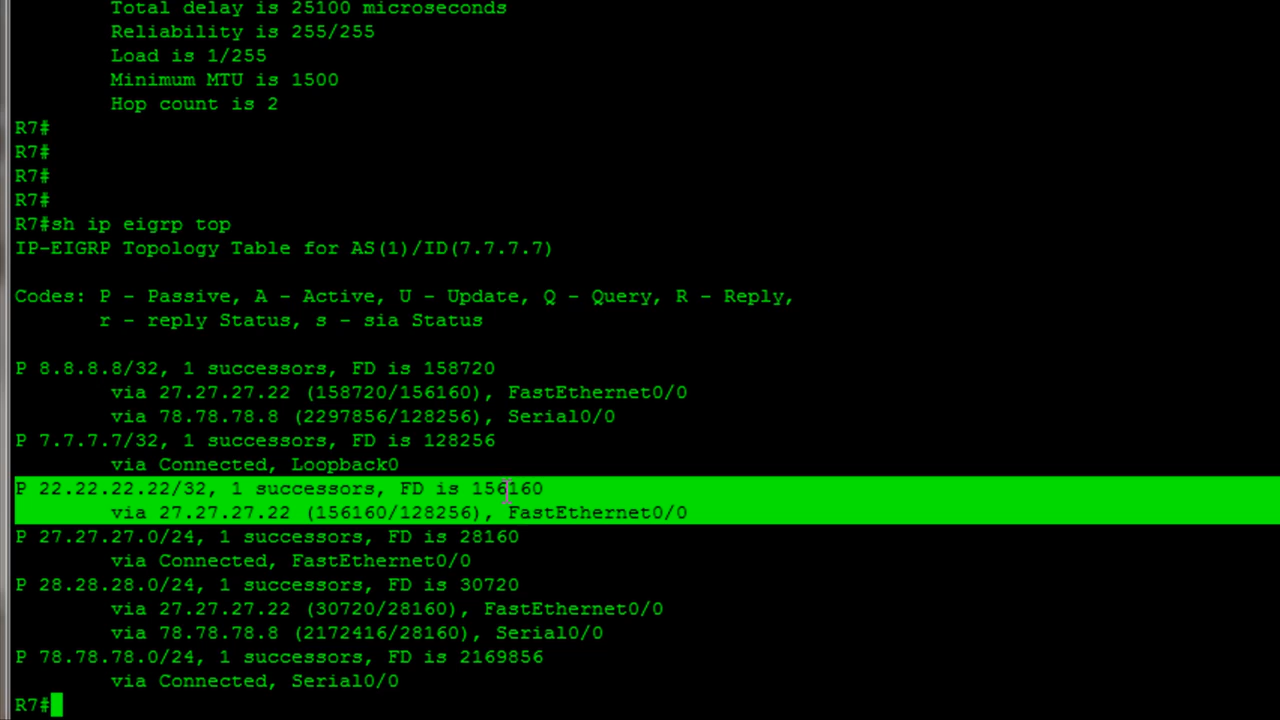 Total delay is 25100 microseconds
Reliability is 255/255
Load is 1/255
Minimum MTU is 1500
Hop count is 2
R7#
R7#
R7#
R7#
R7#sh ip eigrp top
IP-EIGRP Topology Table for AS(1)/ID(7.7.7.7)
Codes: P - Passive, A - Active, U - Update, Q - Query, R - Reply,
r - reply Status, s - sia Status
P 8.8.8.8/32, 1 successors, FD is 158720
via 27.27.27.22 (158720/156160), FastEthernet0/0
via 78.78.78.8 (2297856/128256), Serial0/0
P 7.7.7.7/32, 1 successors, FD is 128256
via Connected, Loopback0
P 22.22.22.22/32, 1 successors, FD is 156160
via 27.27.27.22 (156160/128256), FastEthernet0/0
P 27.27.27.0/24, 1 successors, FD is 28160
via Connected, FastEthernet0/0
P 28.28.28.0/24, 1 successors, FD is 30720
via 27.27.27.22 (30720/28160), FastEthernet0/0
via 78.78.78.8 (2172416/28160), Serial0/0
P 78.78.78.0/24, 1 successors, FD is 2169856
via Connected, Serial0/0
R7#